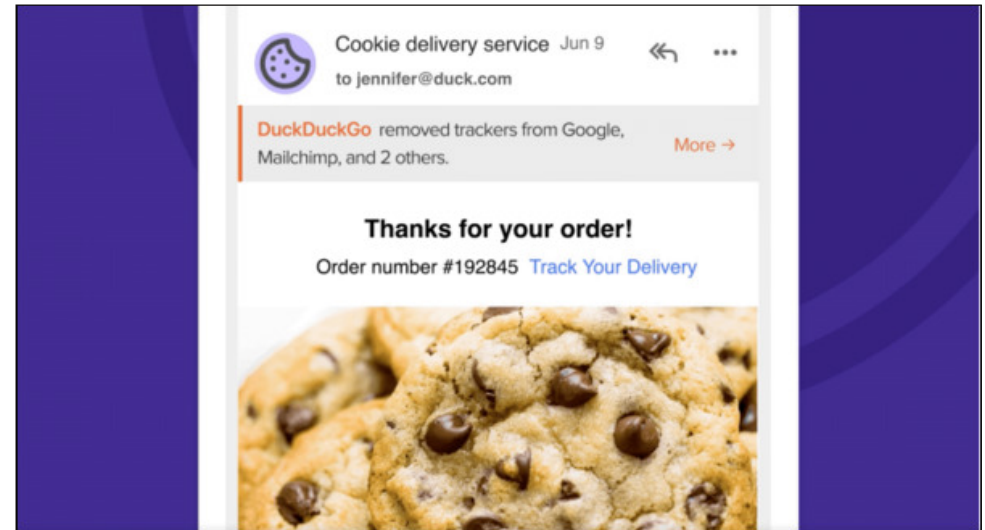 Cookie delivery service Jun 9
to jennifer@duck.com
DuckDuckGo removed trackers from Google,
Mailchimp, and 2 others.
More →
Thanks for your order!
Order number #192845 Track Your Delivery